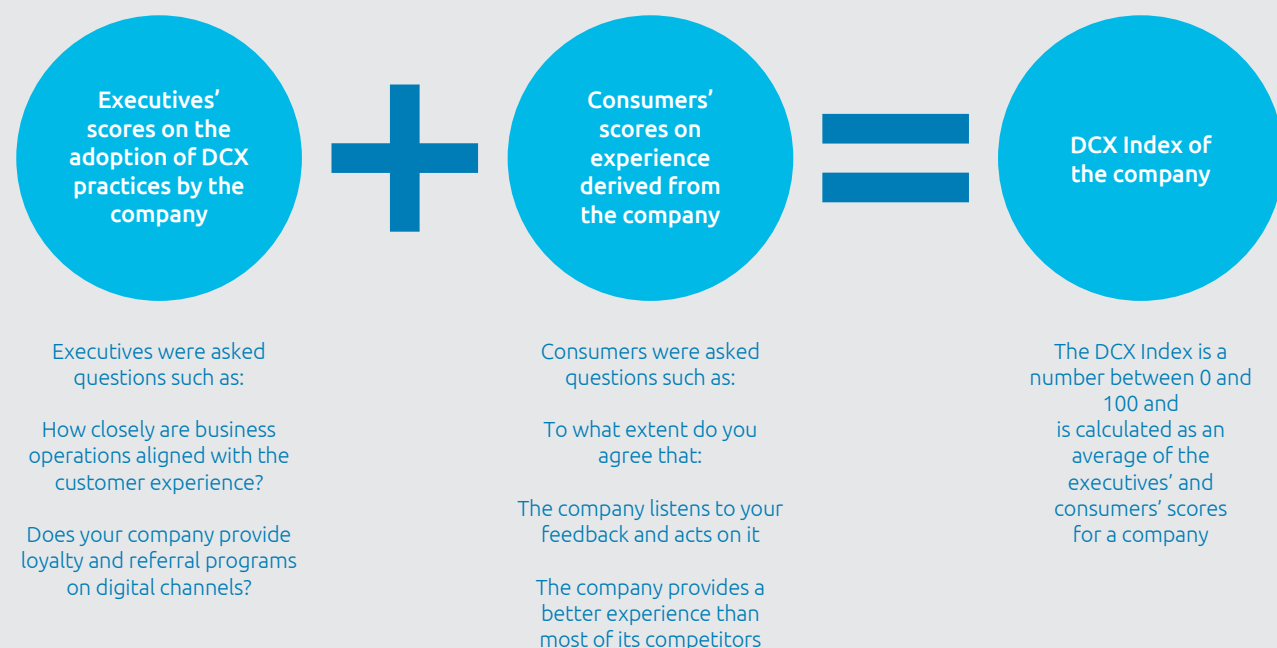 Executives'
scores on the
adoption of DCX
practices by the
company
Consumers'
scores on
experience
derived from
the company
DCX Index of
the company
Executives were asked
questions such as:
How closely are business
operations aligned with the
customer experience?
Does your company provide
loyalty and referral programs
on digital channels?
Consumers were asked
questions such as:
To what extent do you
agree that:
The company listens to your
feedback and acts on it
The company provides a
better experience than
most of its competitors
The DCX Index is a
number between 0 and
100 and
is calculated as an
average of the
executives' and
consumers' scores
for a company